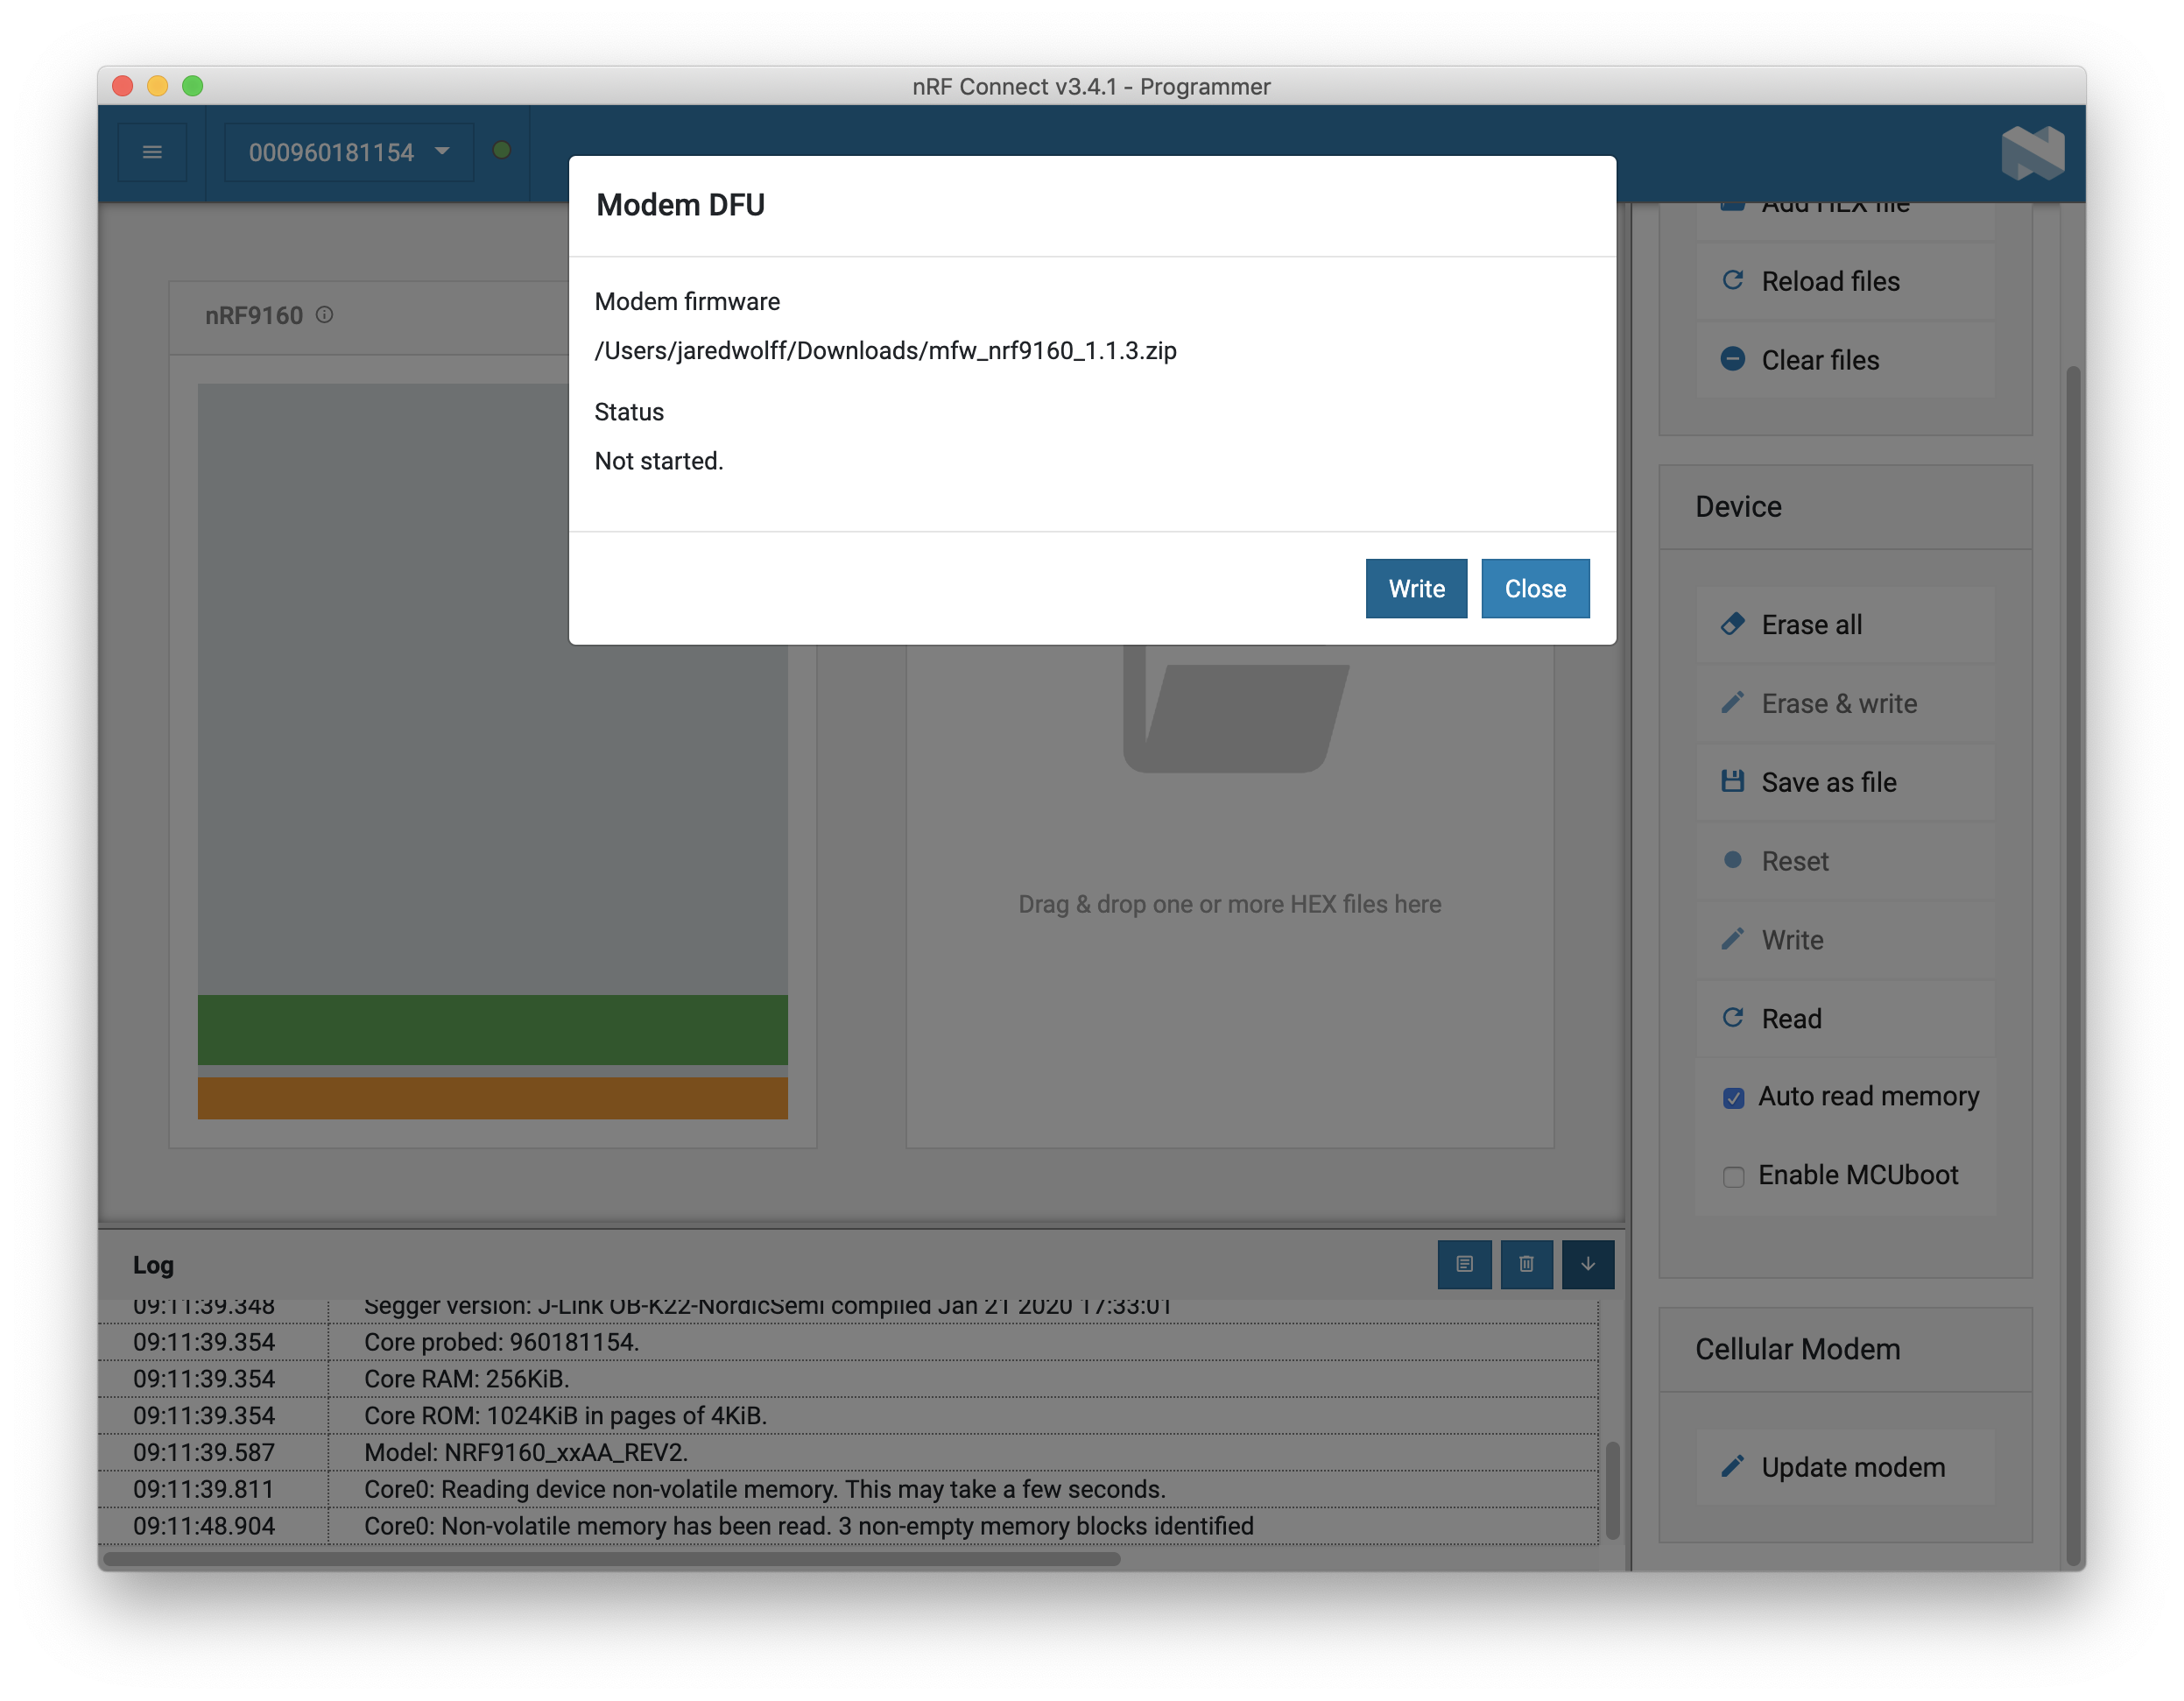 nRF Connect v3.4.1 - Programmer
000960181154
Modem DFU
Modem firmware
/Users/jaredwolff/Downloads/mfw_nrf9160_1.1.3.zip
Status
Not started.
Write
Close
nRF9160
Drag & drop one or more HEX files here
Add HEX file
Reload files
Clear files
Device
Erase all
Erase & write
Save as file
Reset
Write
Read
Auto read memory
Enable MCUboot
Cellular Modem
Update modem
Log
09:11:39.348 Segger version: J-Link OB-K22-NordicSemi compiled Jan 21 2020 17:33:01
09:11:39.354 Core probed: 960181154.
09:11:39.354 Core RAM: 256KiB.
09:11:39.354 Core ROM: 1024KiB in pages of 4KiB.
09:11:39.587 Model: NRF9160_xxAA_REV2.
09:11:39.811 Core0: Reading device non-volatile memory. This may take a few seconds.
09:11:48.904 Core0: Non-volatile memory has been read. 3 non-empty memory blocks identified